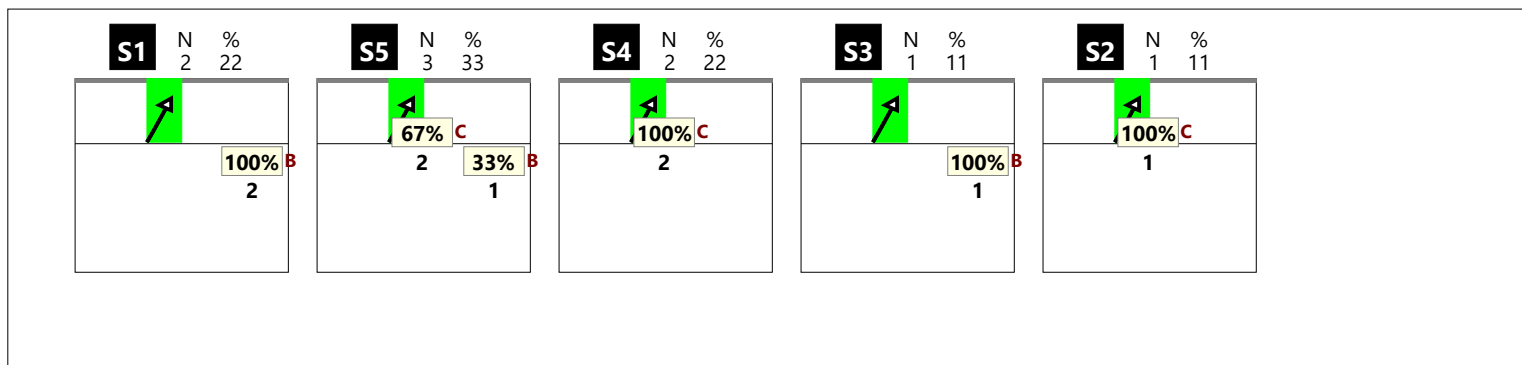 S1 N % 2 22
S5 N % 3 33
S4 N % 2 22
S3 N % 1 11
S2 N % 1 11
100% B
2
67% C
2
33% B
1
100% C
2
100% B
1
100% C
1